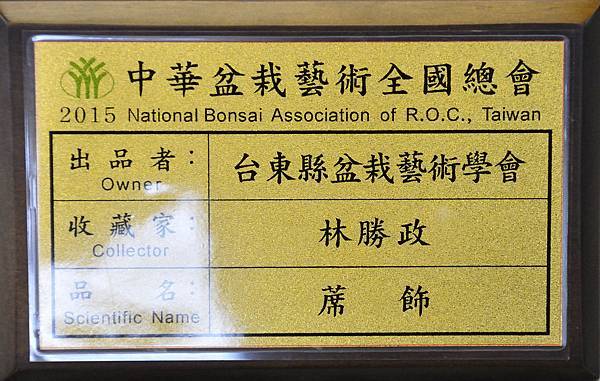 中華盆栽藝術全國總會
2015 National Bonsai Association of R.O.C., Taiwan
出品者：
Owner
台東縣盆栽藝術學會
收藏家：
Collector
林勝政
品名：
Scientific Name
蓆飾